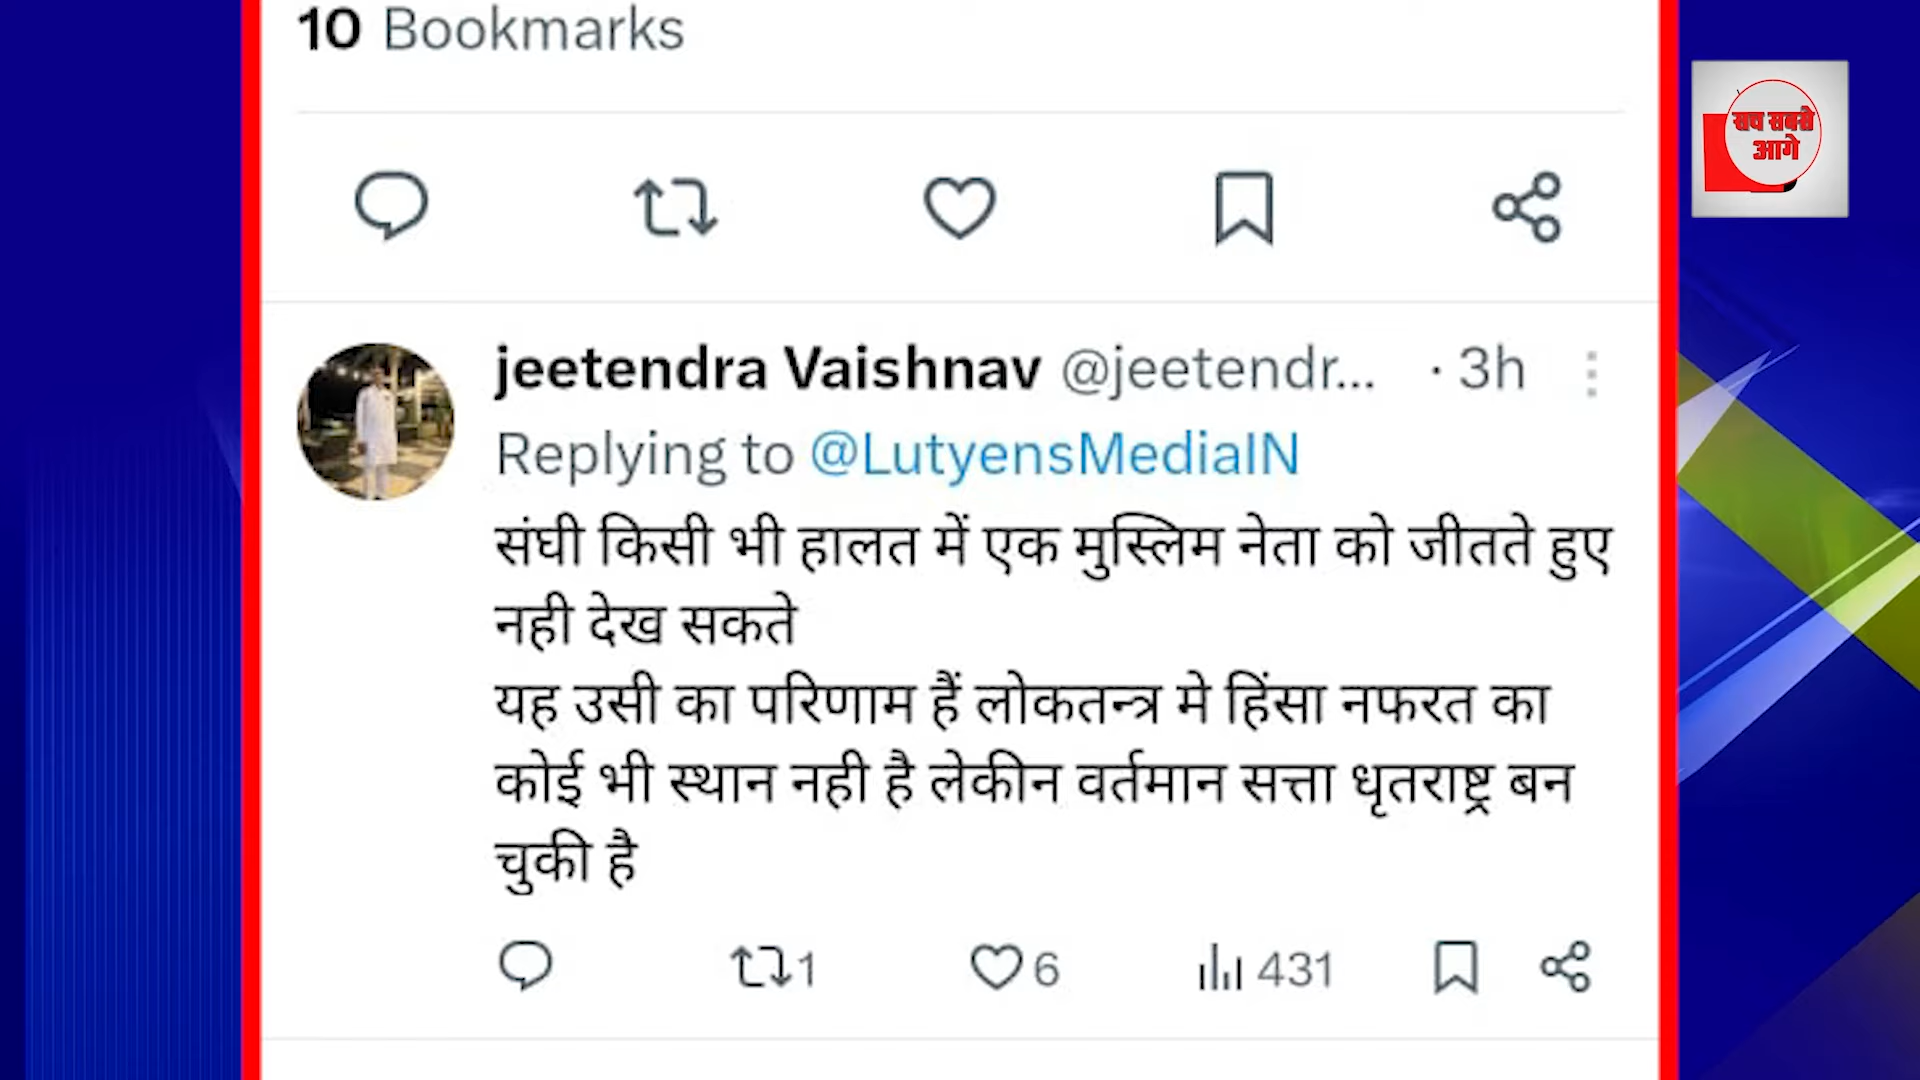 10 Bookmarks
सच सबसे
आगे
jeetendra Vaishnav @jeetendr... · 3h
Replying to @LutyensMediaIN
संघी किसी भी हालत में एक मुस्लिम नेता को जीतते हुए
नही देख सकते
यह उसी का परिणाम हैं लोकतन्त्र मे हिंसा नफरत का
कोई भी स्थान नही है लेकीन वर्तमान सत्ता धृतराष्ट्र बन
चुकी है
1 6 431